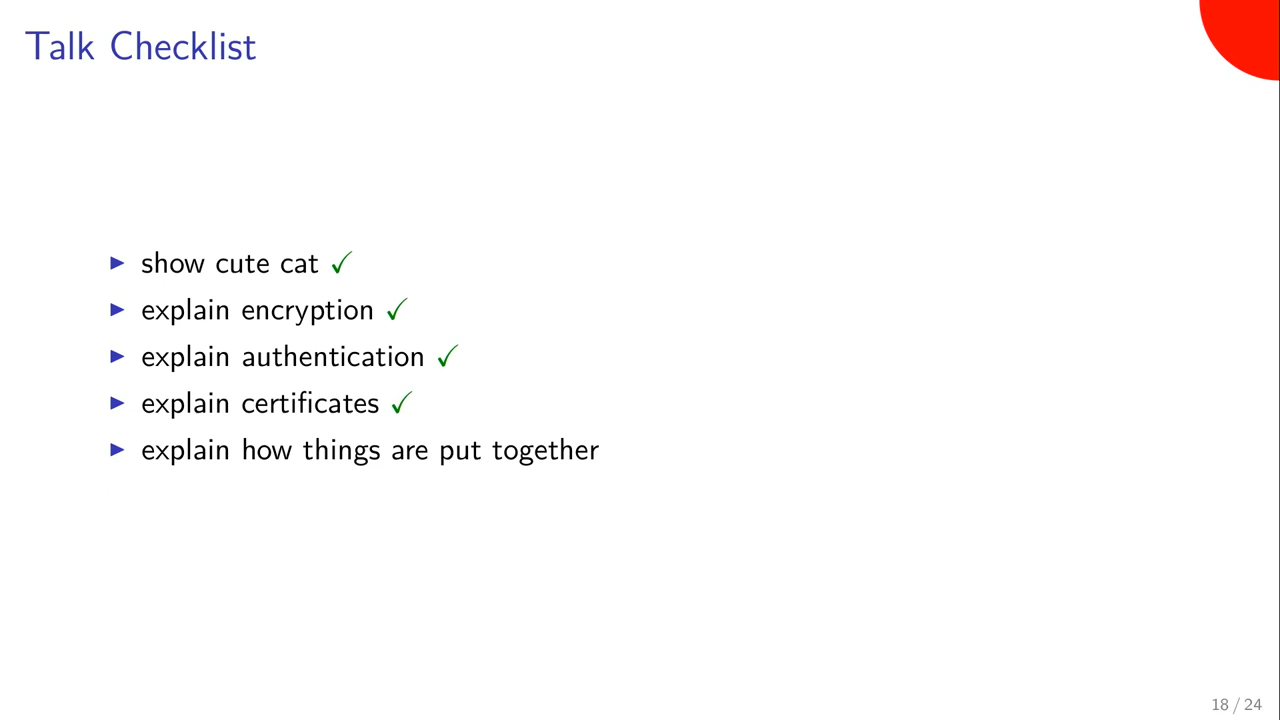 Talk Checklist
▶ show cute cat ✓
▶ explain encryption ✓
▶ explain authentication ✓
▶ explain certificates ✓
▶ explain how things are put together
18 / 24